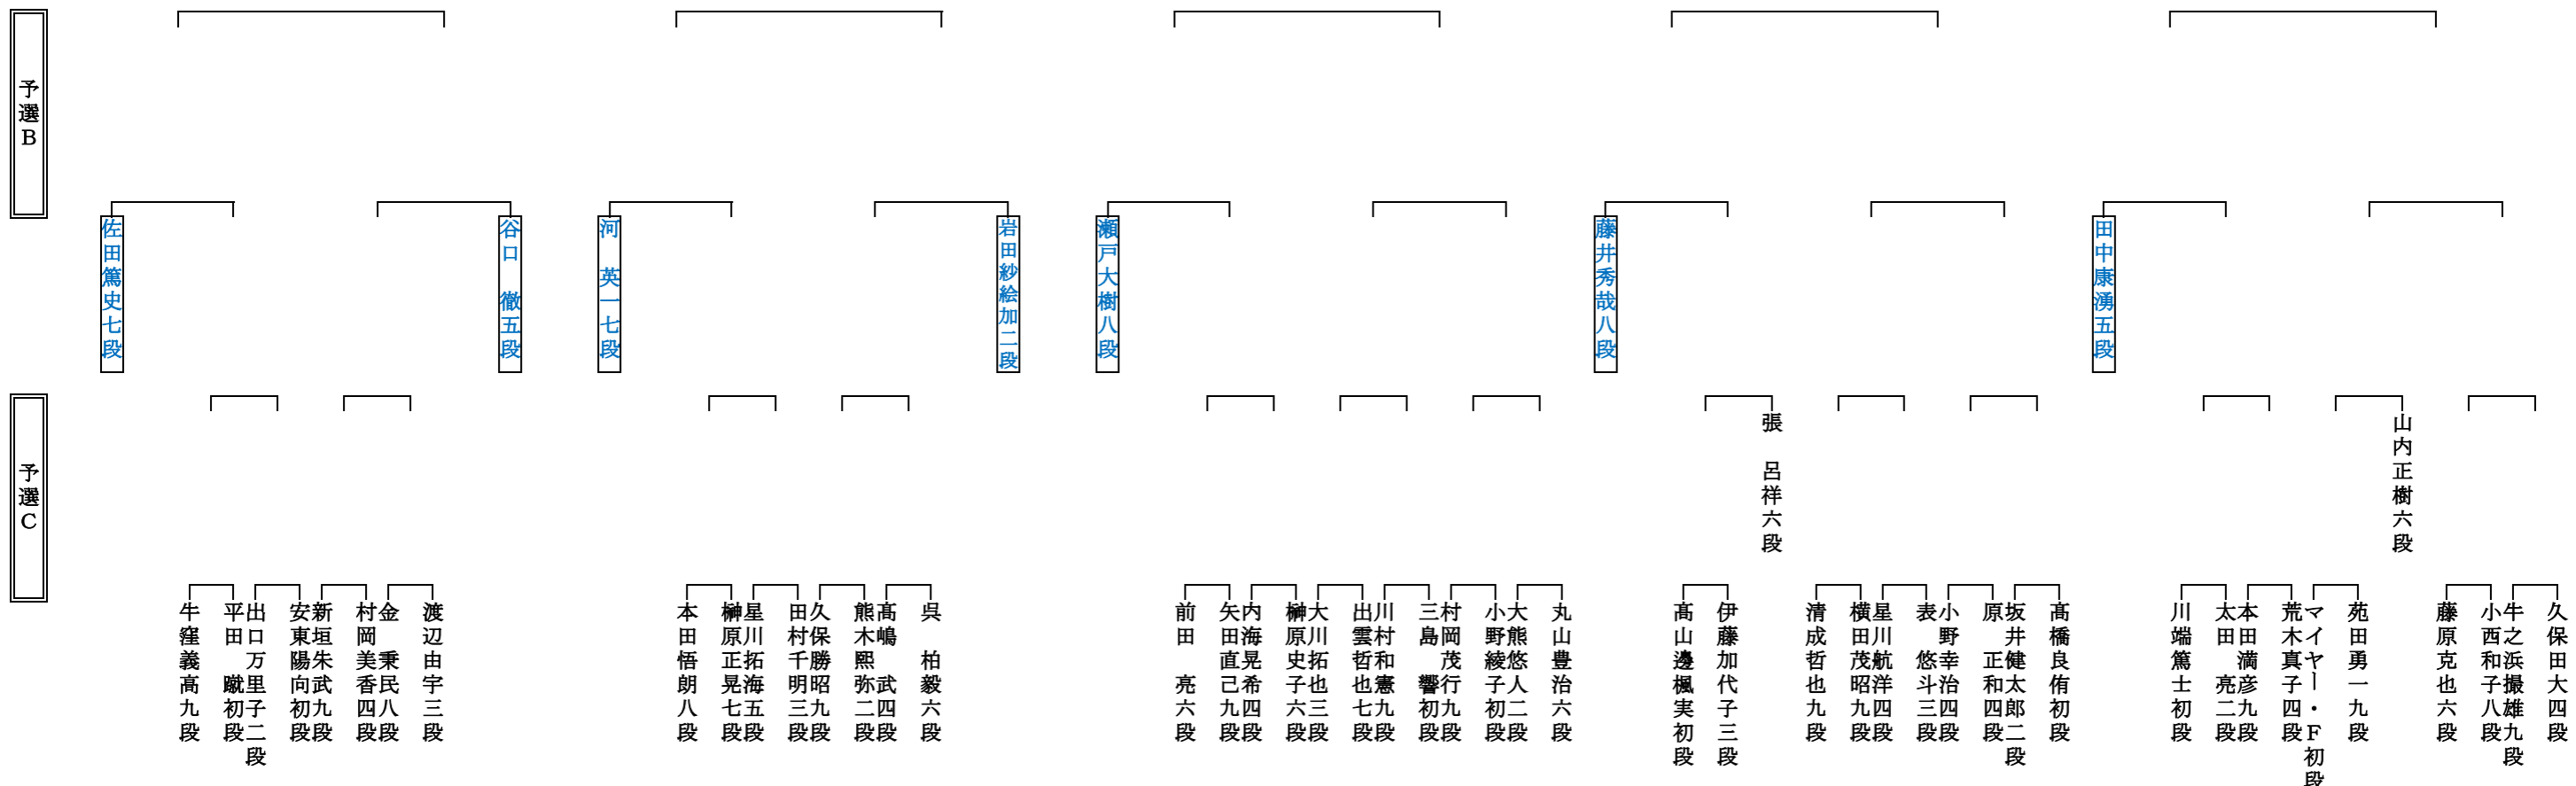 予選Ｂ
佐田篤史七段
谷口　徹五段
河　英一七段
岩田紗絵加二段
瀬戸大樹八段
藤井秀哉八段
田中康湧五段
予選Ｃ
張　呂祥六段
山内正樹六段
牛窪義高九段
平田　蹴初段
出口万里子二段
安東陽向初段
新垣朱武九段
村岡美香四段
金　秉民八段
渡辺由宇三段
本田悟朗八段
榊原正晃七段
星川拓海五段
田村千明三段
久保勝昭九段
熊木熙弥二段
髙嶋　武四段
呉　柏毅六段
前田　亮六段
矢田直己九段
内海晃希四段
榊原史子六段
大川拓也三段
出雲哲也七段
川村和憲九段
三島　響初段
村岡茂行九段
小野綾子初段
大熊悠人二段
丸山豊治六段
髙山邊楓実初段
伊藤加代子三段
清成哲也九段
横田茂昭九段
星川航洋四段
表　悠斗三段
小野幸治四段
原　正和四段
坂井健太郎二段
髙橋良侑初段
川端篤士初段
太田　亮二段
本田満彦九段
荒木真子四段
マイヤー・Ｆ初段
苑田勇一九段
藤原克也六段
小西和子八段
牛之浜撮雄九段
久保田大四段